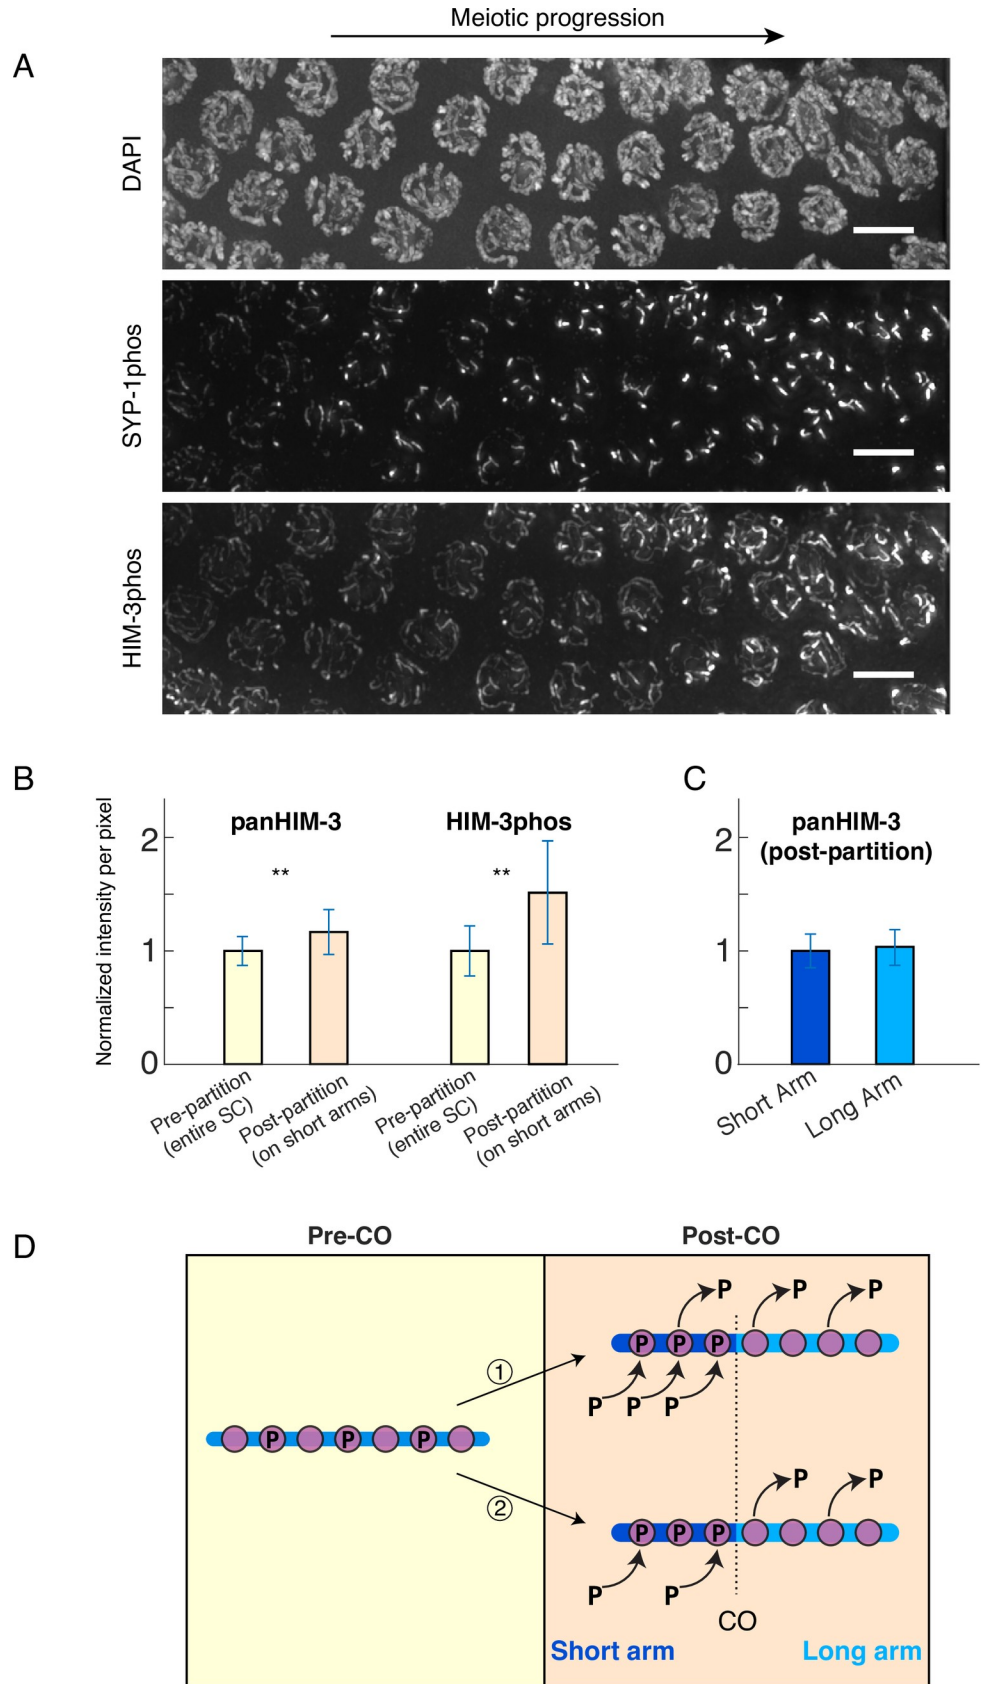 Meiotic progression
A
DAPI
SYP-1phos
HIM-3phos
B
Normalized intensity per pixel
panHIM-3
HIM-3phos
2
**
**
1
0
Pre-partition
(entire SC)
Post-partition
(on short arms)
Pre-partition
(entire SC)
Post-partition
(on short arms)
C
panHIM-3
(post-partition)
2
1
0
Short Arm
Long Arm
D
Pre-CO
Post-CO
P P P
①
P P P
P P P
P P P
②
P P
P P P
P P
CO
Short arm
Long arm